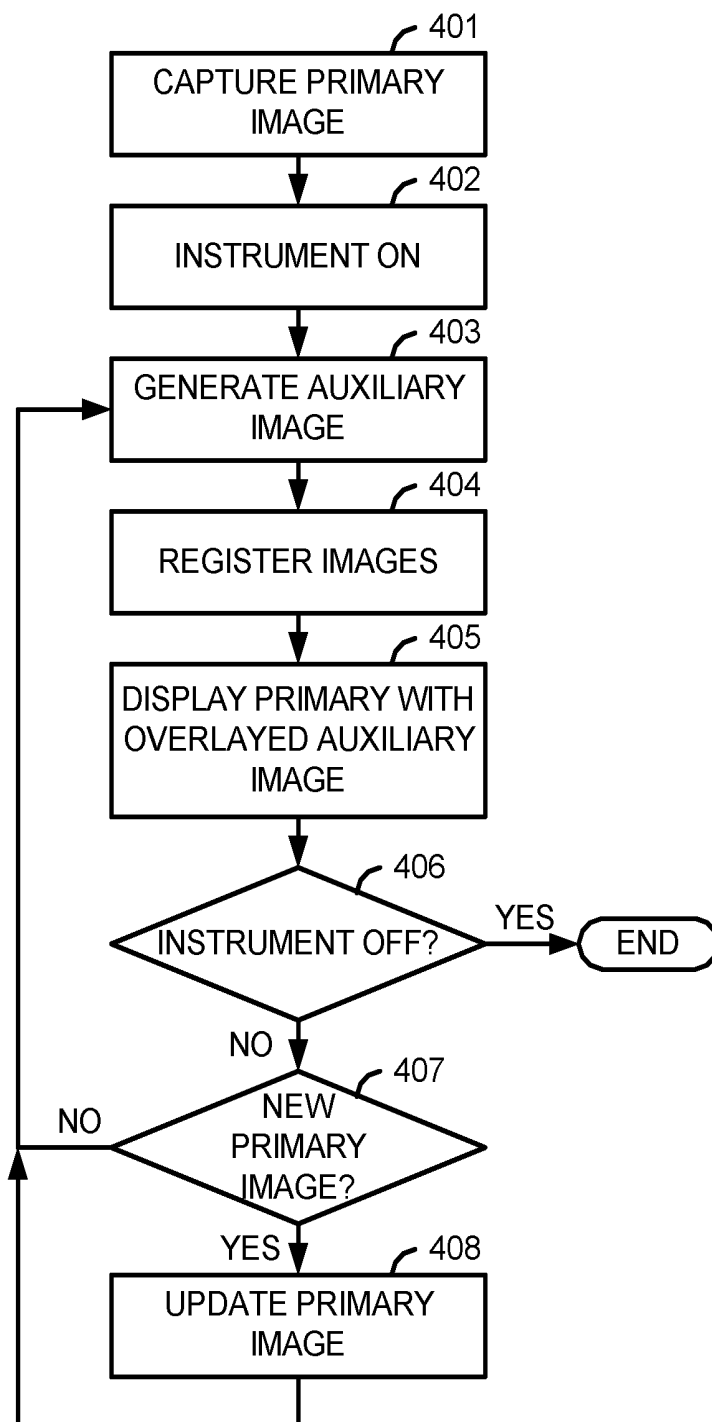 401
CAPTURE PRIMARY
IMAGE
402
INSTRUMENT ON
403
GENERATE AUXILIARY
IMAGE
404
REGISTER IMAGES
405
DISPLAY PRIMARY WITH
OVERLAYED AUXILIARY
IMAGE
406
INSTRUMENT OFF?
YES
END
NO
407
NEW
PRIMARY
IMAGE?
NO
YES
408
UPDATE PRIMARY
IMAGE